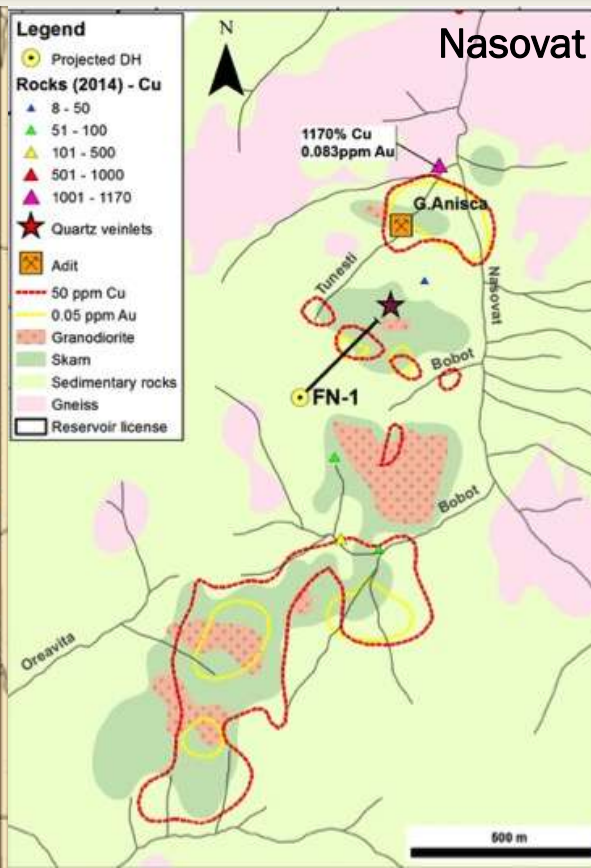 Nasovat
Legend
Projected DH
Rocks (2014) - Cu
8 - 50
51 - 100
101 - 500
501 - 1000
1001 - 1170
Quartz veinlets
Adit
50 ppm Cu
0.05 ppm Au
Granodiorite
Skarn
Sedimentary rocks
Gneiss
Reservoir license
N
1170% Cu
0.083ppm Au
G.Anisca
Tunesti
Nasovat
Bobot
FN-1
Bobot
Oreavita
500 m